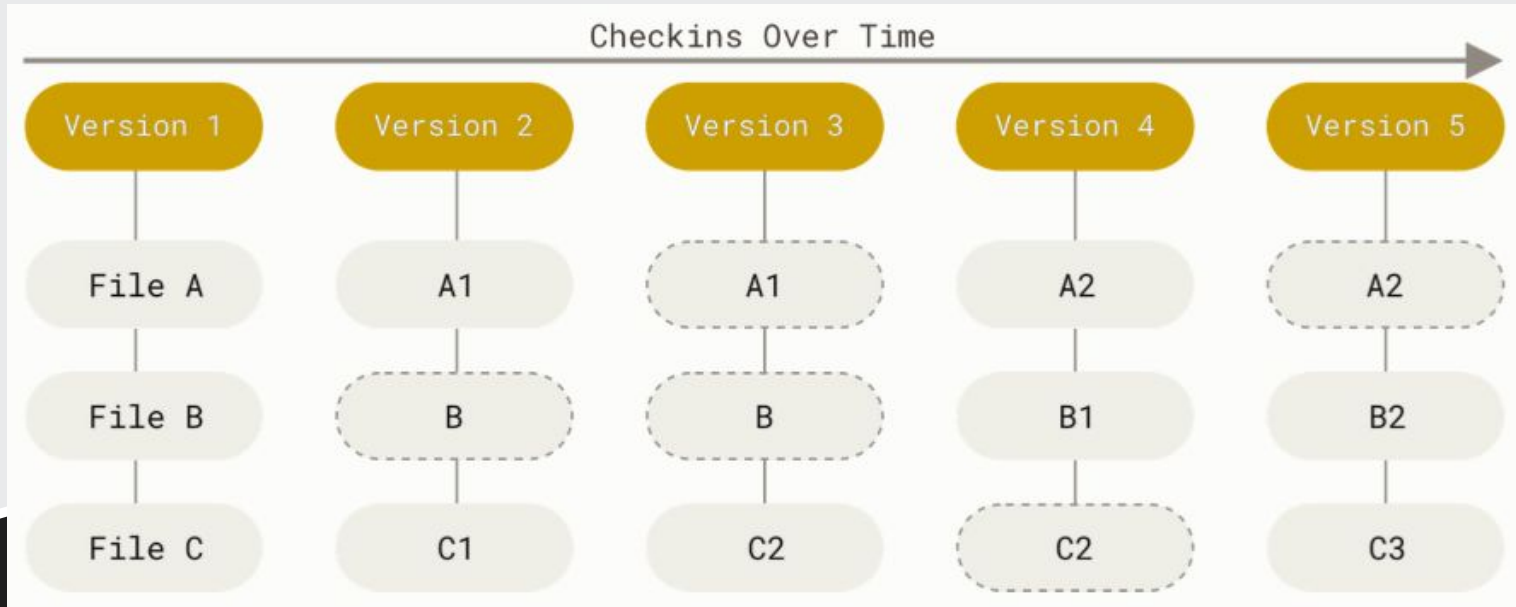 Checkins Over Time
Version 1 Version 2 Version 3 Version 4 Version 5
File A A1 A1 A2 A2
File B B B B1 B2
File C C1 C2 C2 C3